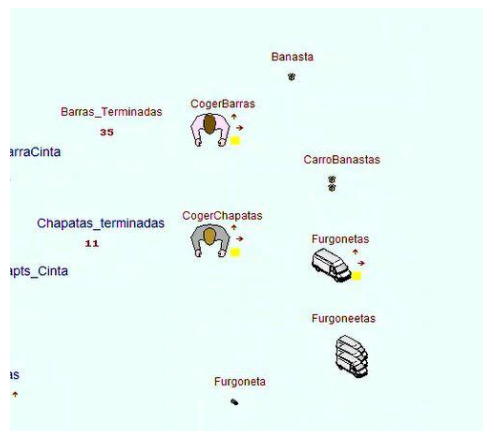 Banasta
Barras_Terminadas
CogerBarras
35
arraCinta
CarroBanastas
Chapatas_terminadas
CogerChapatas
11
Furgonetas
apts_Cinta
Furgoneetas
as
Furgoneta